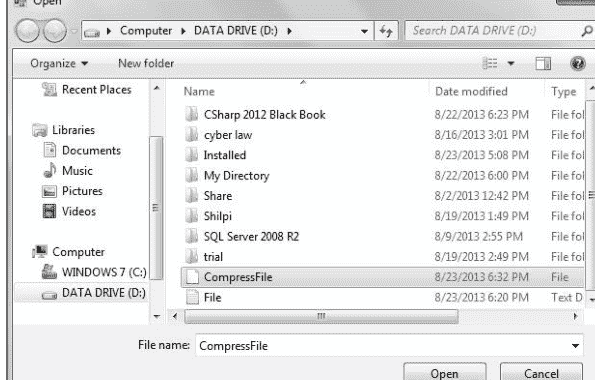 Open
Computer DATA DRIVE (D:) Search DATA DRIVE (D:)
Organize New folder
Recent Places
Libraries
Documents
Music
Pictures
Videos
Computer
WINDOWS 7 (C:)
DATA DRIVE (D:)
Name Date modified Type
CSharp 2012 Black Book 8/22/2013 6:23 PM File fol
cyber law 8/16/2013 3:01 PM File fol
Installed 8/23/2013 5:08 PM File fol
My Directory 8/22/2013 6:00 PM File fol
Share 8/2/2013 12:42 PM File fol
Shilpi 8/19/2013 1:49 PM File fol
SQL Server 2008 R2 8/9/2013 2:55 PM File fol
trial 8/19/2013 2:49 PM File fol
CompressFile 8/23/2013 6:32 PM File
File 8/23/2013 6:20 PM Text D
File name: CompressFile
Open Cancel